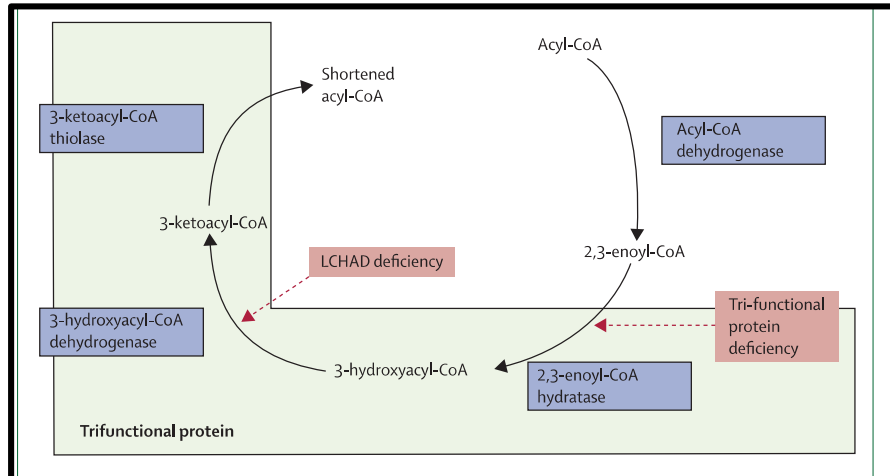 Acyl-CoA
Shortened
acyl-CoA
3-ketoacyl-CoA
thiolase
Acyl-CoA
dehydrogenase
3-ketoacyl-CoA
LCHAD deficiency
2,3-enoyl-CoA
3-hydroxyacyl-CoA
dehydrogenase
Tri-functional
protein
deficiency
3-hydroxyacyl-CoA
2,3-enoyl-CoA
hydratase
Trifunctional protein